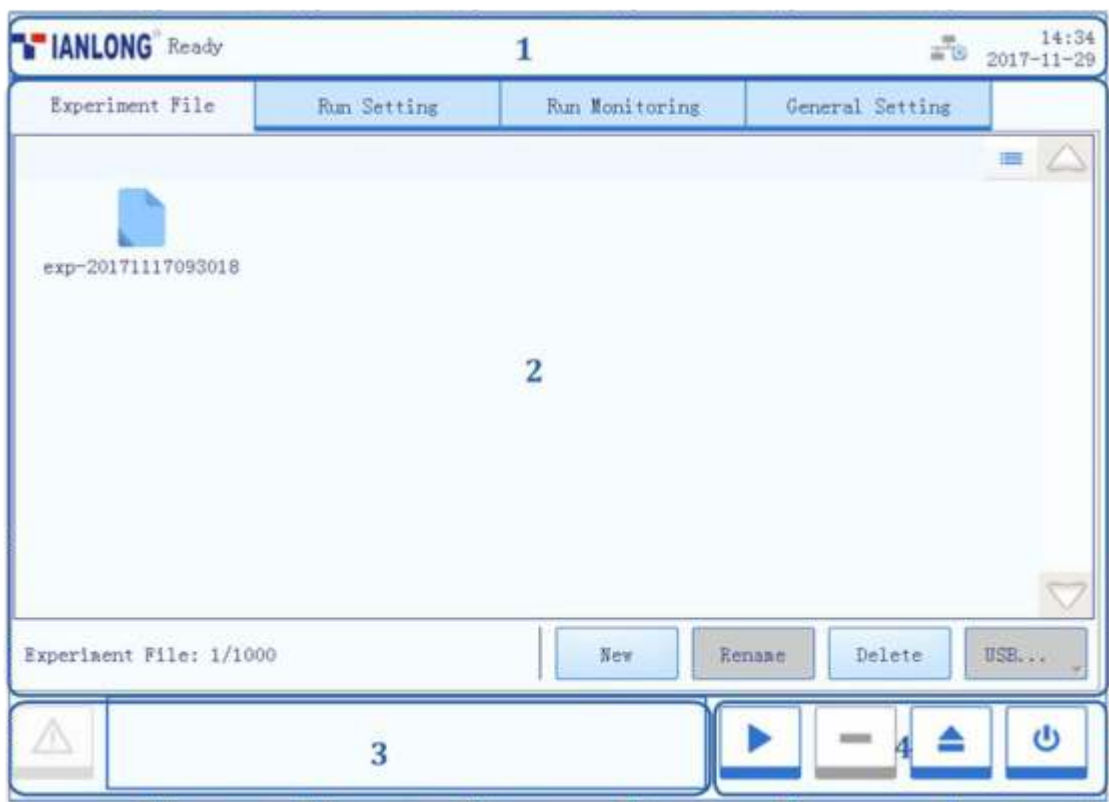 IANLONG® Ready
1
14:34
2017-11-29
Experiment File
Run Setting
Run Monitoring
General Setting
exp-20171117093018
2
Experiment File: 1/1000
New
Rename
Delete
USB...
3
4